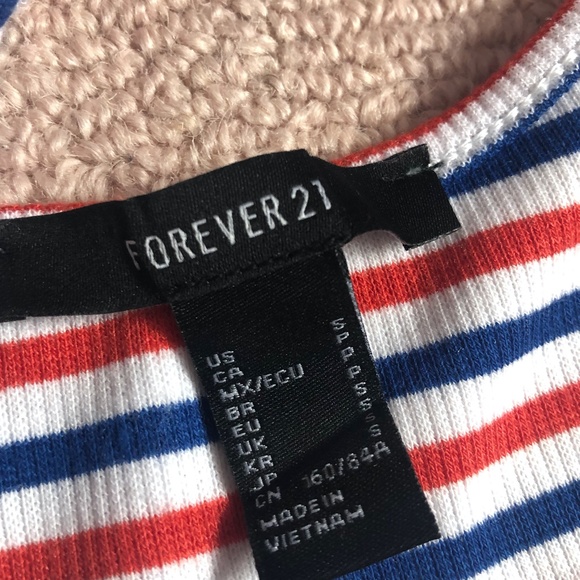 FOREVER 21
US S
CA P
MX/ECU P
BR P
EU S
UK S
KR S
JP S
CN 160/84A
MADE IN
VIETNAM